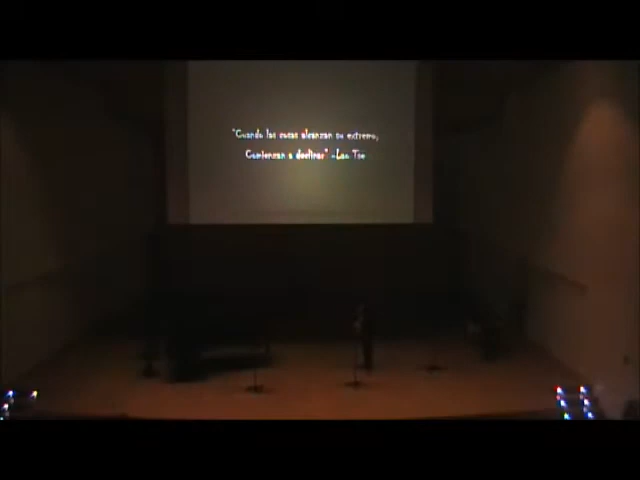 "Cuando las cosas alcanzan su extremo,
Comienzan a declinar" -Lao Tse